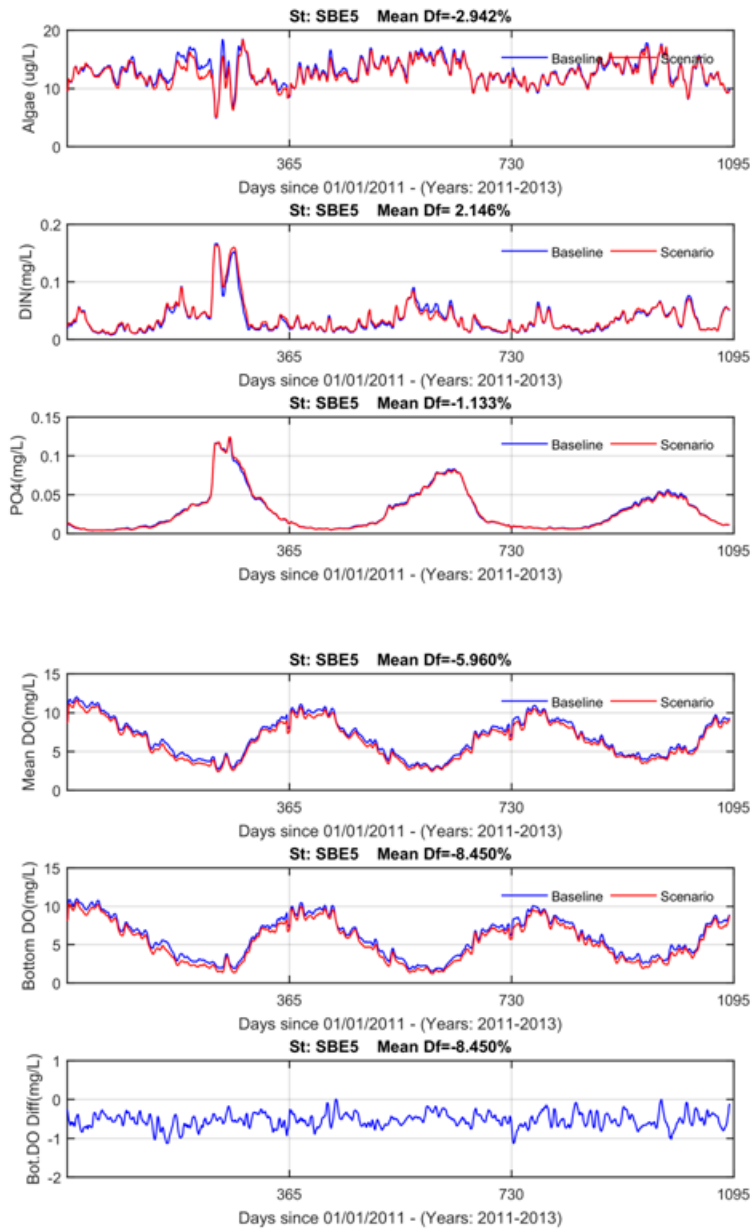 St: SBE5 Mean Df=-2.942%
20
10
0
Algae (ug/L)
Baseline Scenario
365 730 1095
Days since 01/01/2011 - (Years: 2011-2013)
St: SBE5 Mean Df= 2.146%
0.2
0.1
0
DIN(mg/L)
Baseline Scenario
365 730 1095
Days since 01/01/2011 - (Years: 2011-2013)
St: SBE5 Mean Df=-1.133%
0.15
0.1
0.05
0
PO4(mg/L)
Baseline Scenario
365 730 1095
Days since 01/01/2011 - (Years: 2011-2013)
St: SBE5 Mean Df=-5.960%
15
10
5
0
Mean DO(mg/L)
Baseline Scenario
365 730 1095
Days since 01/01/2011 - (Years: 2011-2013)
St: SBE5 Mean Df=-8.450%
15
10
5
0
Bottom DO(mg/L)
Baseline Scenario
365 730 1095
Days since 01/01/2011 - (Years: 2011-2013)
St: SBE5 Mean Df=-8.450%
1
0
-1
-2
Bot.DO Diff(mg/L)
365 730 1095
Days since 01/01/2011 - (Years: 2011-2013)